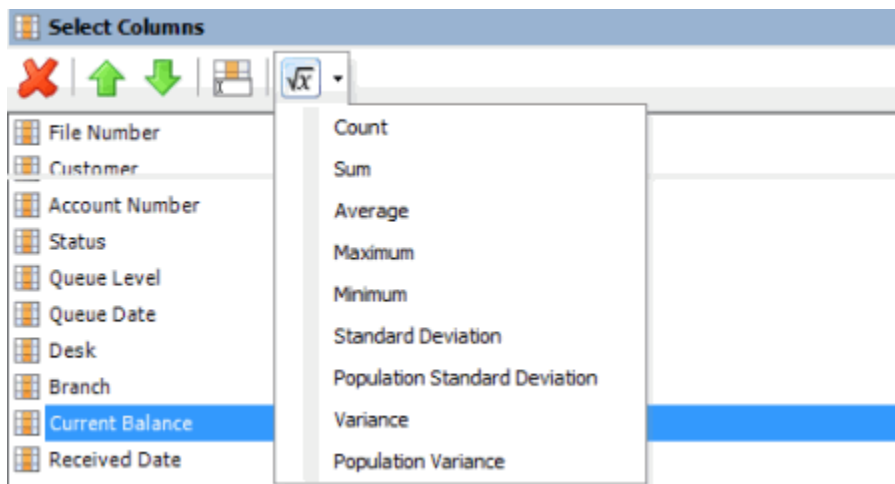 Select Columns
√x
File Number
Customer
Account Number
Status
Queue Level
Queue Date
Desk
Branch
Current Balance
Received Date
Count
Sum
Average
Maximum
Minimum
Standard Deviation
Population Standard Deviation
Variance
Population Variance